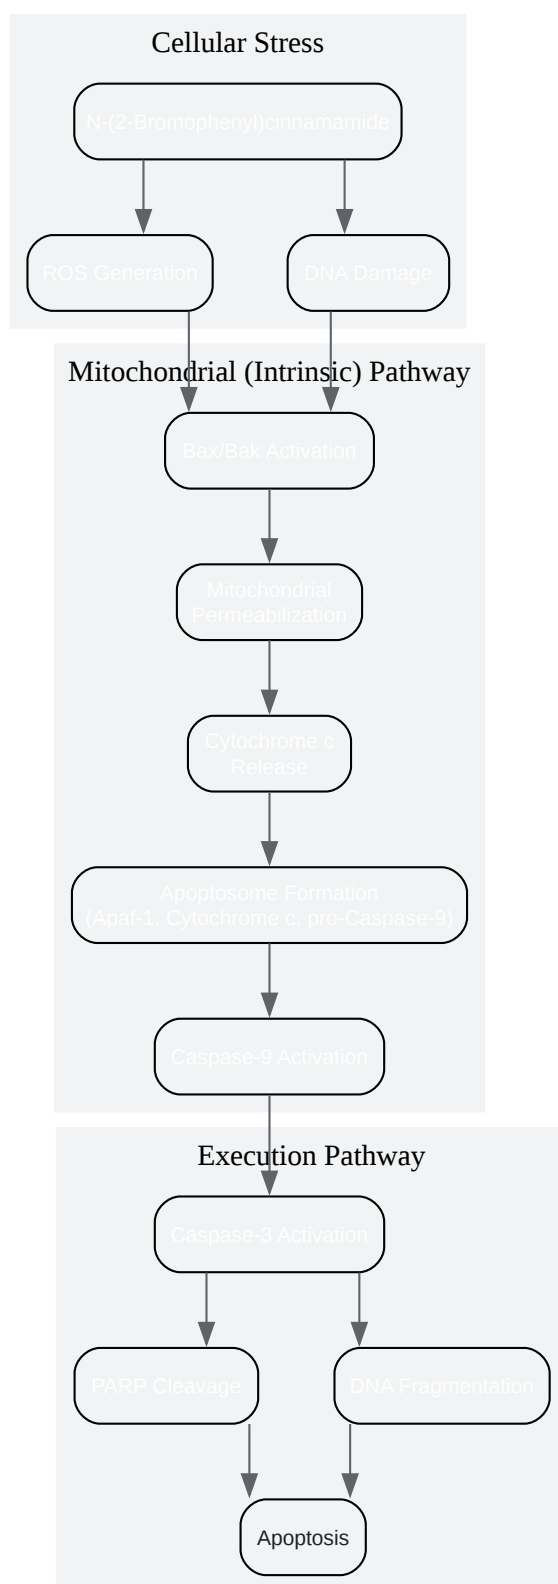 Cellular Stress
N-(2-Bromophenyl)cinnamamide
ROS Generation
DNA Damage
Mitochondrial (Intrinsic) Pathway
Bax/Bak Activation
Mitochondrial
Permeabilization
Cytochrome c
Release
Apoptosome Formation
(Apaf-1, Cytochrome c, pro-Caspase-9)
Caspase-9 Activation
Execution Pathway
Caspase-3 Activation
PARP Cleavage
DNA Fragmentation
Apoptosis